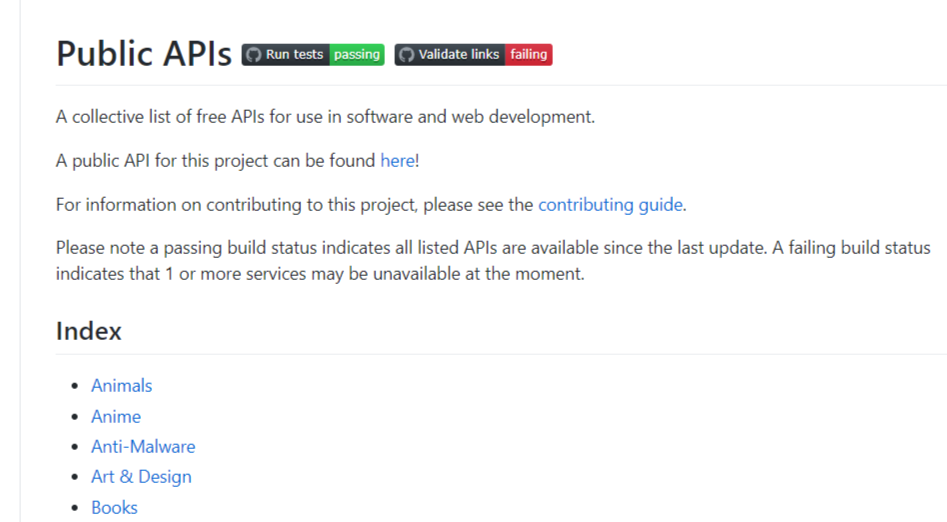 Public APIs Run tests passing Validate links failing
A collective list of free APIs for use in software and web development.
A public API for this project can be found here!
For information on contributing to this project, please see the contributing guide.
Please note a passing build status indicates all listed APIs are available since the last update. A failing build status
indicates that 1 or more services may be unavailable at the moment.
Index
• Animals
• Anime
• Anti-Malware
• Art & Design
• Books